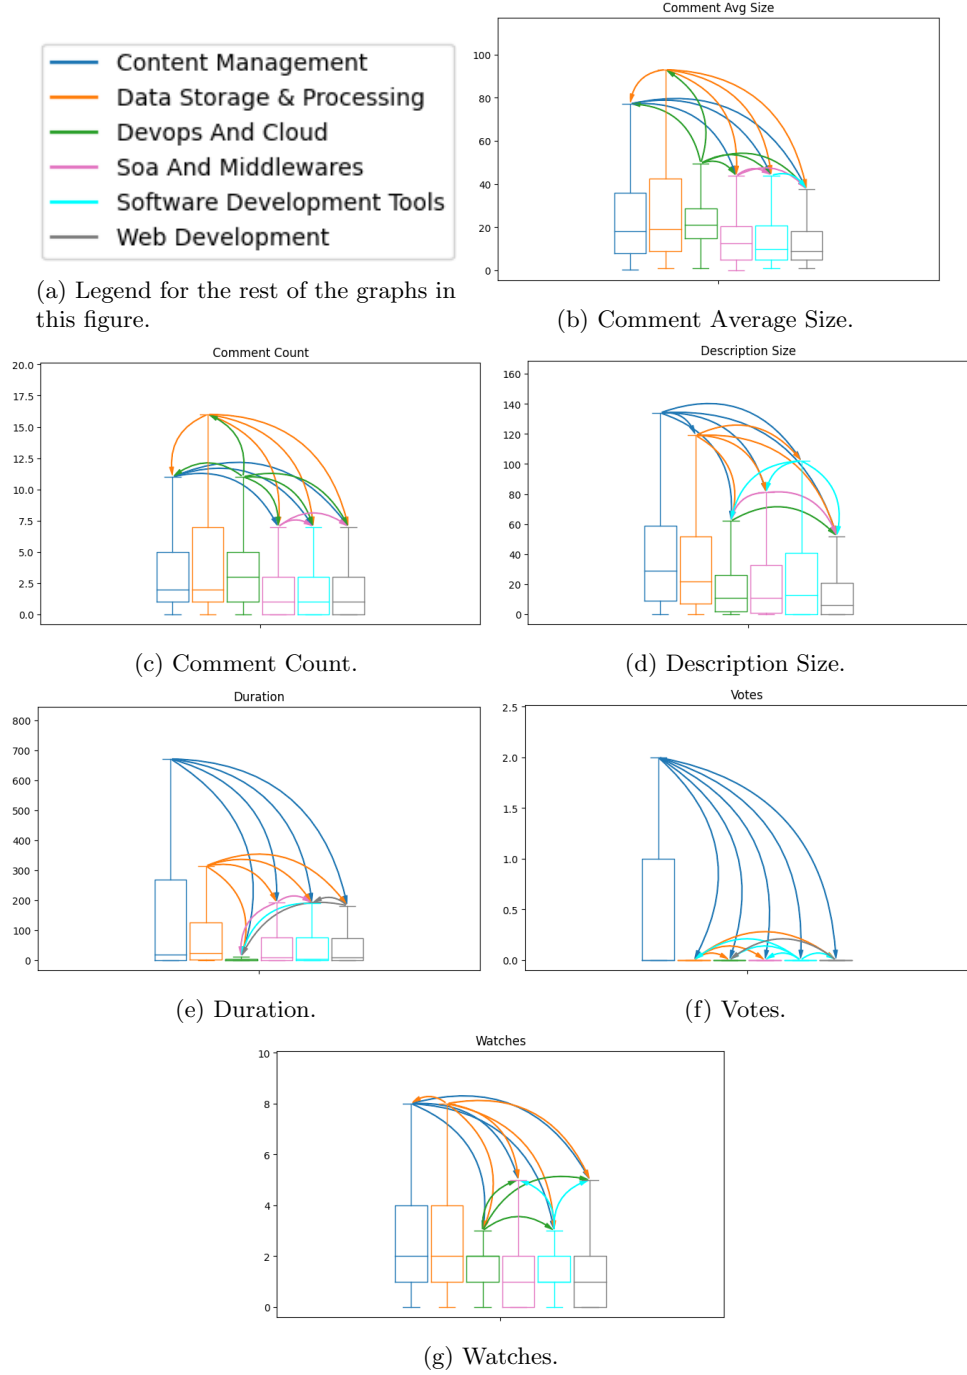 Content Management
Data Storage & Processing
Devops And Cloud
Soa And Middlewares
Software Development Tools
Web Development
(a) Legend for the rest of the graphs in
this figure.
Comment Avg Size
100
80
60
40
20
0
(b) Comment Average Size.
Comment Count
20.0
17.5
15.0
12.5
10.0
7.5
5.0
2.5
0.0
(c) Comment Count.
Description Size
160
140
120
100
80
60
40
20
0
(d) Description Size.
Duration
800
700
600
500
400
300
200
100
0
(e) Duration.
Votes
2.5
2.0
1.5
1.0
0.5
0.0
(f) Votes.
Watches
10
8
6
4
2
0
(g) Watches.